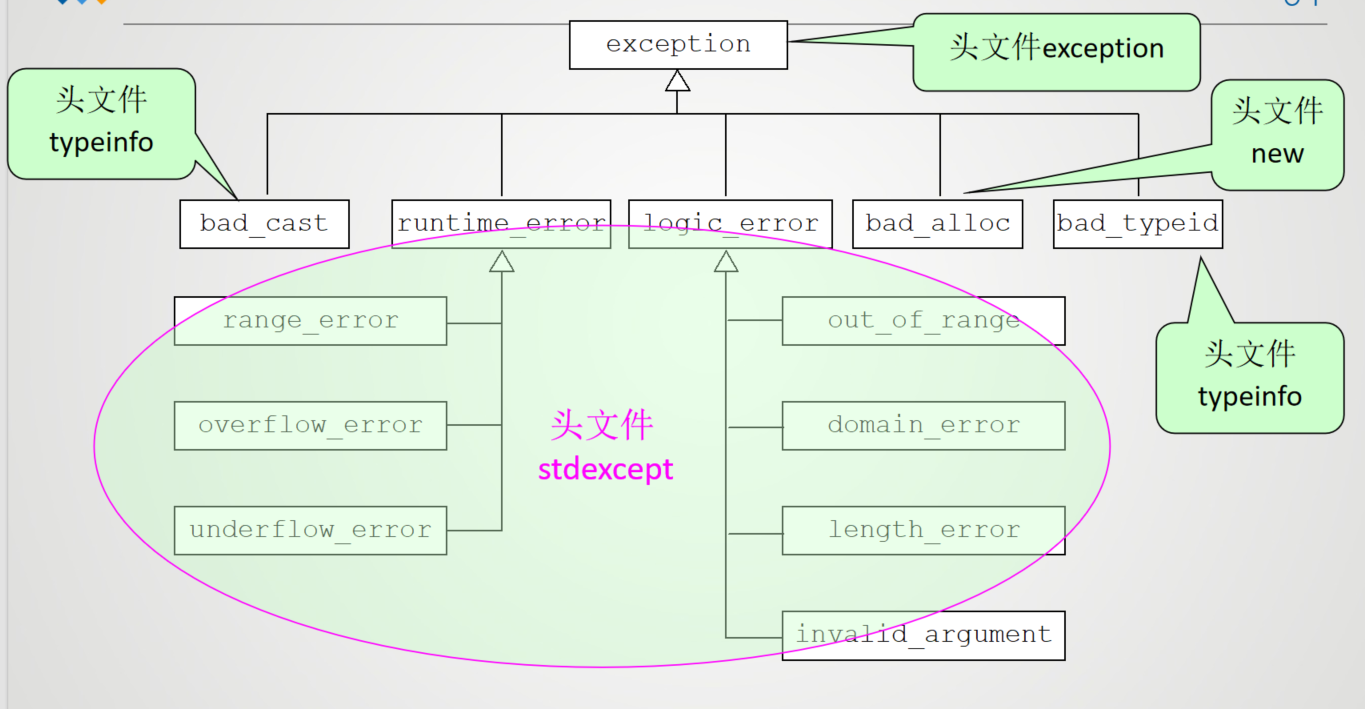 exception
头文件exception
头文件
typeinfo
头文件
new
bad_cast
runtime_error
logic_error
bad_alloc
bad_typeid
range_error
out_of_range
头文件
typeinfo
overflow_error
头文件
stdexcept
domain_error
underflow_error
length_error
invalid_argument